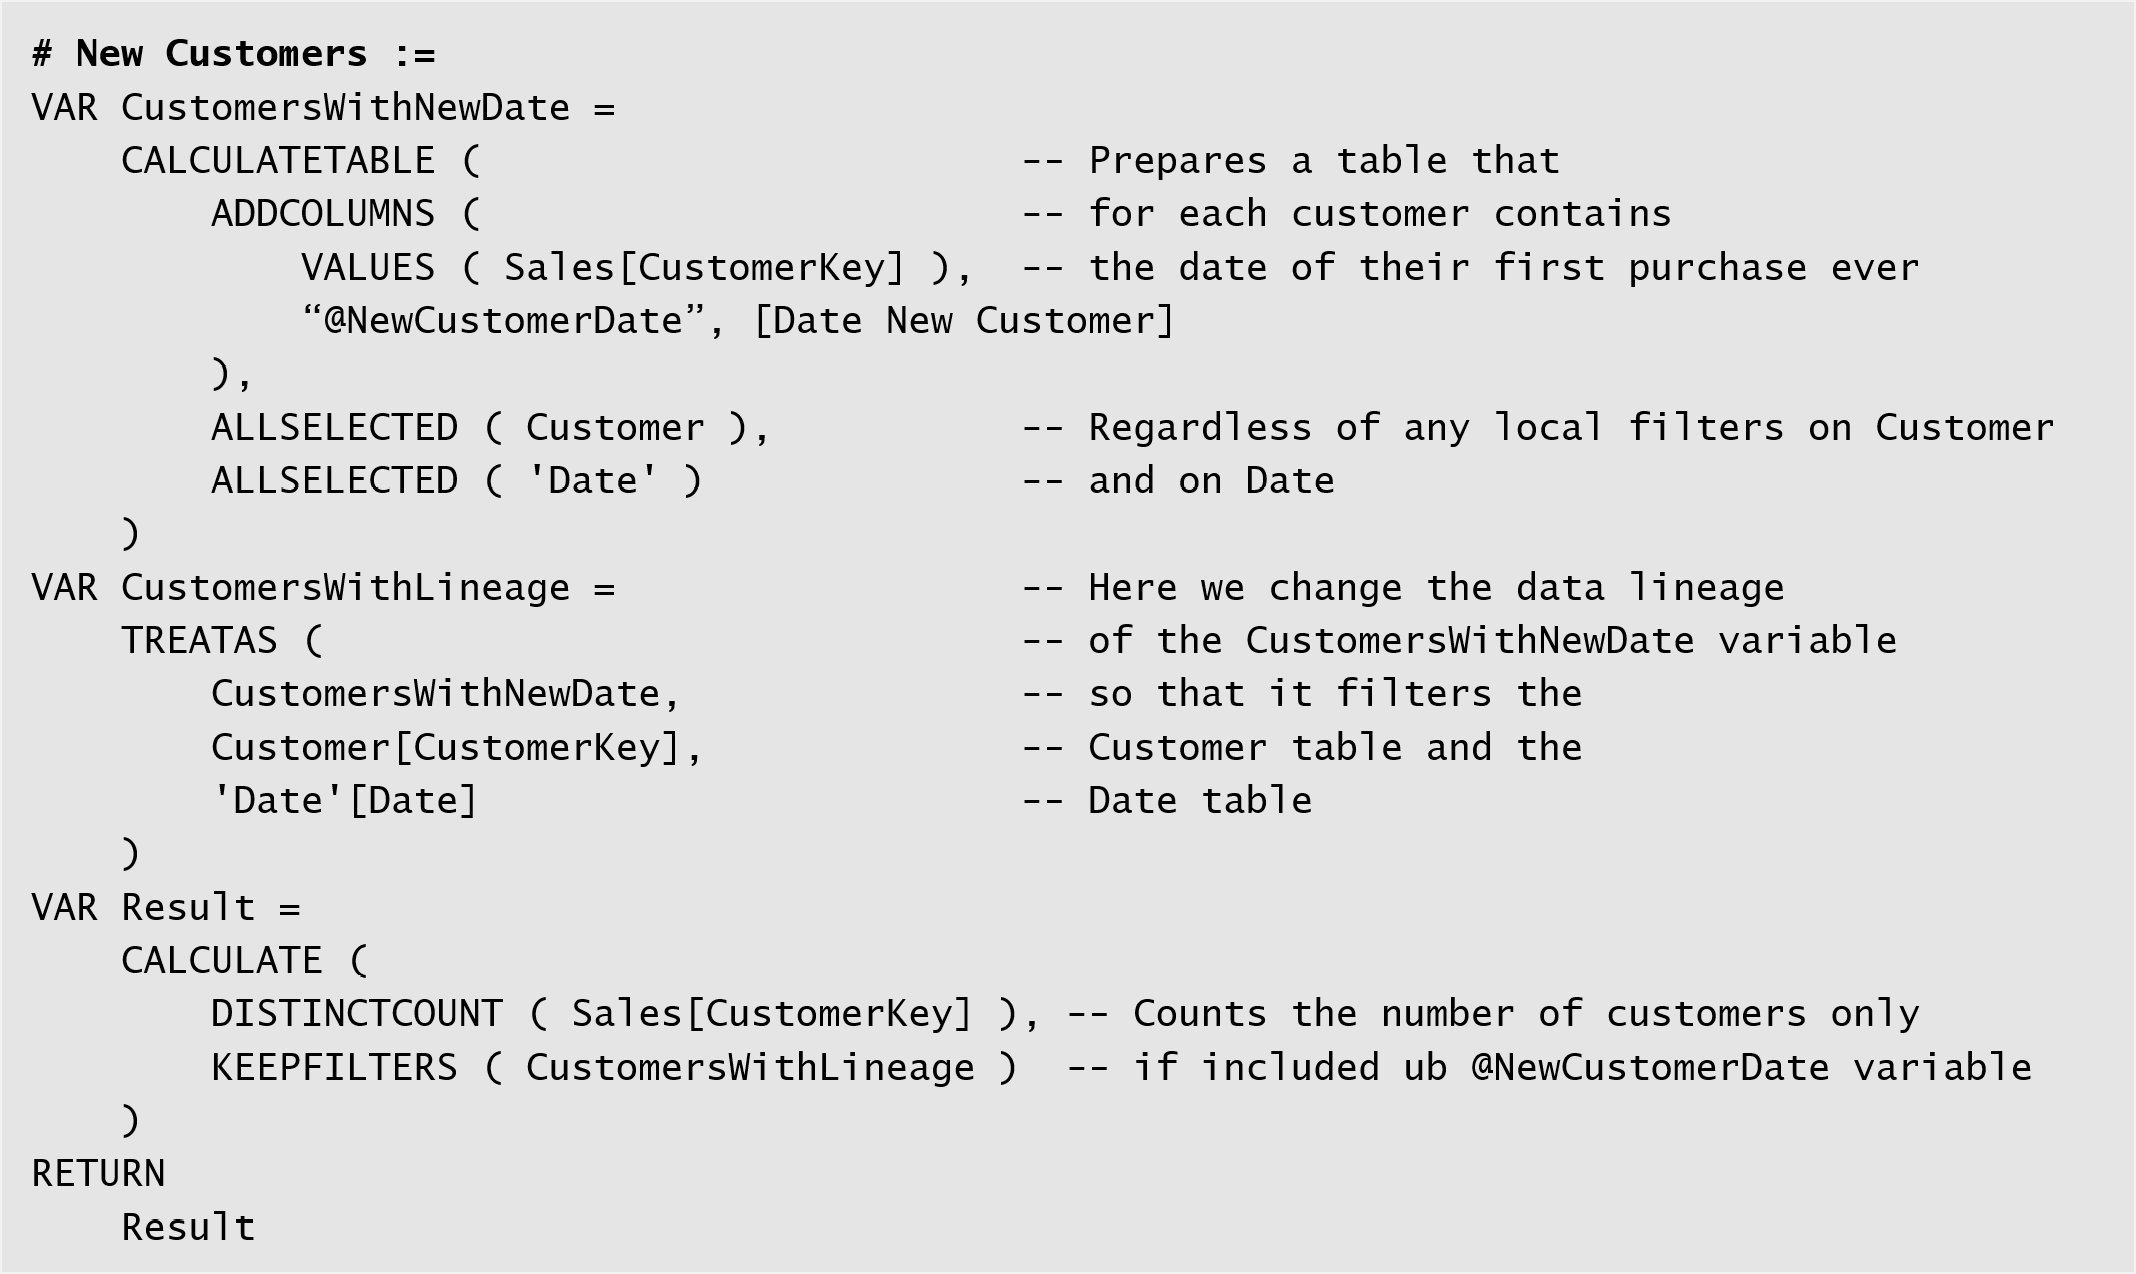 # New Customers :=
VAR CustomersWithNewDate =
    CALCULATETABLE (                        -- Prepares a table that
        ADDCOLUMNS (                          -- for each customer contains
            VALUES ( Sales[CustomerKey] ),  -- the date of their first purchase ever
            “@NewCustomerDate”, [Date New Customer]
        ),
        ALLSELECTED ( Customer ),           -- Regardless of any local filters on Customer
        ALLSELECTED ( 'Date' )              -- and on Date
    )
VAR CustomersWithLineage =                  -- Here we change the data lineage
    TREATAS (                               -- of the CustomersWithNewDate variable
        CustomersWithNewDate,               -- so that it filters the
        Customer[CustomerKey],              -- Customer table and the
        'Date'[Date]                        -- Date table
    )
VAR Result =
    CALCULATE (
        DISTINCTCOUNT ( Sales[CustomerKey] ), -- Counts the number of customers only
        KEEPFILTERS ( CustomersWithLineage )  -- if included ub @NewCustomerDate variable
    )
RETURN
    Result